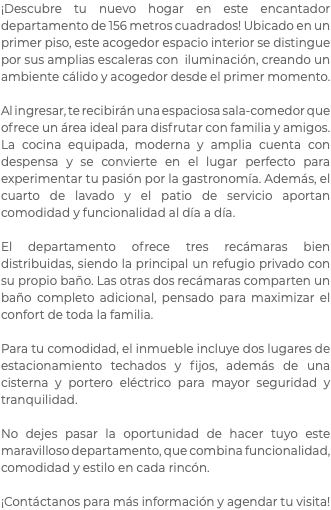 ¡Descubre tu nuevo hogar en este encantador
departamento de 156 metros cuadrados! Ubicado en un
primer piso, este acogedor espacio interior se distingue
por sus amplias escaleras con iluminación, creando un
ambiente cálido y acogedor desde el primer momento.

Al ingresar, te recibirán una espaciosa sala-comedor que
ofrece un área ideal para disfrutar con familia y amigos.
La cocina equipada, moderna y amplia cuenta con
despensa y se convierte en el lugar perfecto para
experimentar tu pasión por la gastronomía. Además, el
cuarto de lavado y el patio de servicio aportan
comodidad y funcionalidad al día a día.

El departamento ofrece tres recámaras bien
distribuidas, siendo la principal un refugio privado con
su propio baño. Las otras dos recámaras comparten un
baño completo adicional, pensado para maximizar el
confort de toda la familia.

Para tu comodidad, el inmueble incluye dos lugares de
estacionamiento techados y fijos, además de una
cisterna y portero eléctrico para mayor seguridad y
tranquilidad.

No dejes pasar la oportunidad de hacer tuyo este
maravilloso departamento, que combina funcionalidad,
comodidad y estilo en cada rincón.

¡Contáctanos para más información y agendar tu visita!